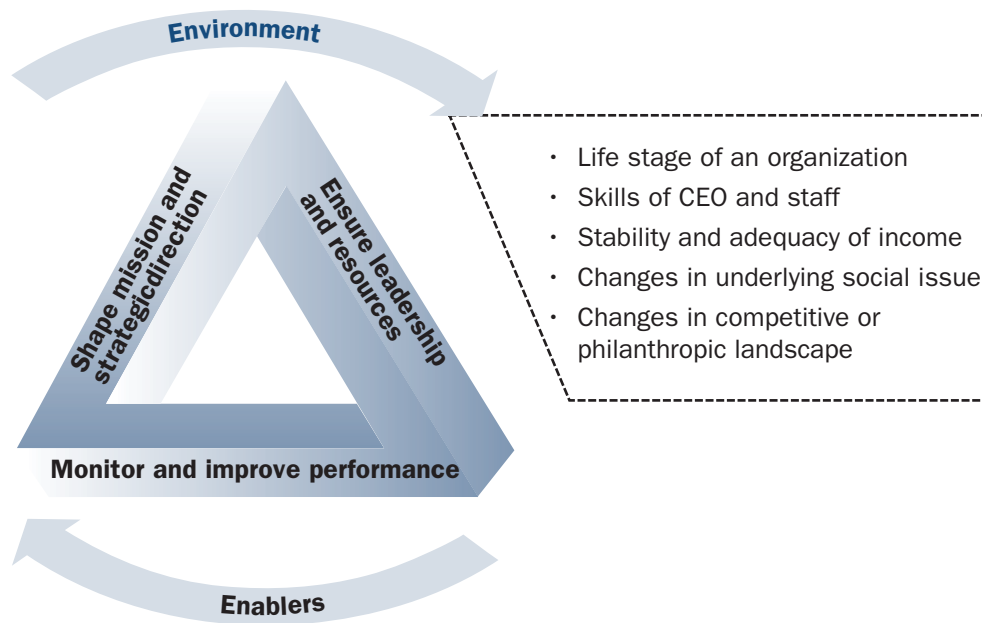 Environment
Shape mission and
strategicdirection
Ensure leadership
and resources
Monitor and improve performance
Enablers
· Life stage of an organization
· Skills of CEO and staff
· Stability and adequacy of income
· Changes in underlying social issue
· Changes in competitive or
philanthropic landscape